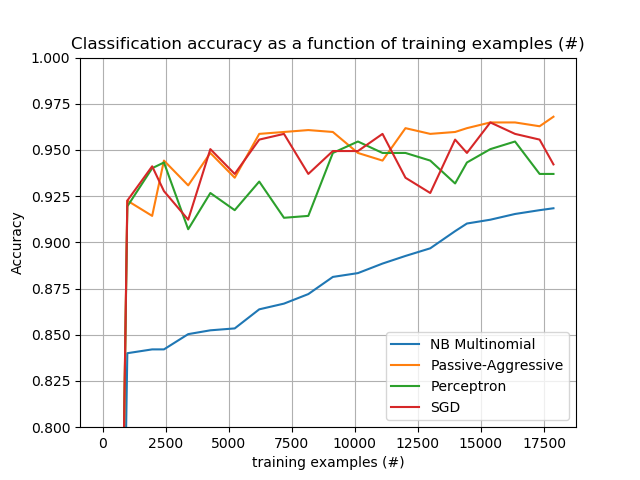 Classification accuracy as a function of training examples (#)
1.000
0.975
0.950
0.925
0.900
0.875
0.850
0.825
0.800
Accuracy
NB Multinomial
Passive-Aggressive
Perceptron
SGD
0 2500 5000 7500 10000 12500 15000 17500
training examples (#)